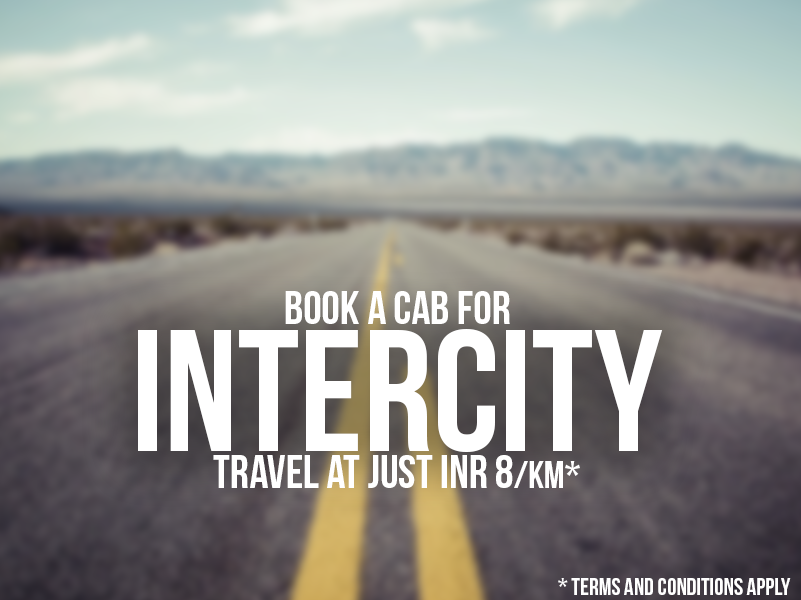 BOOK A CAB FOR
INTERCITY
TRAVEL AT JUST INR 8/KM*
* TERMS AND CONDITIONS APPLY